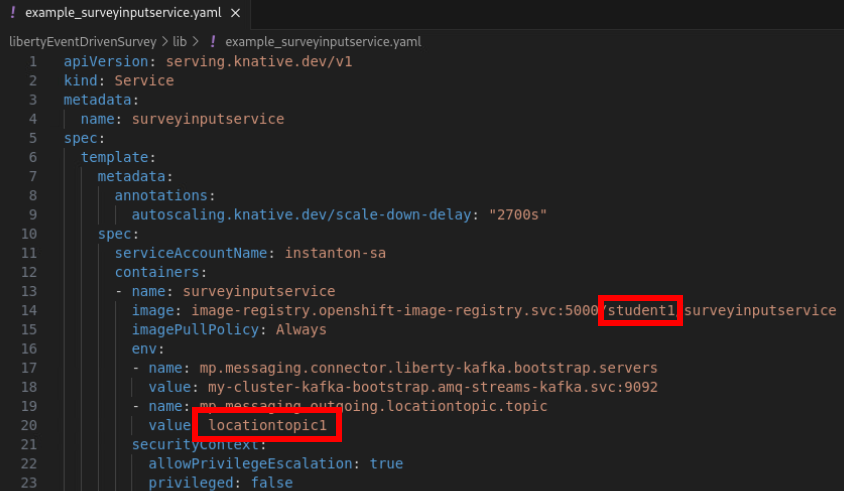 ! example_surveyinputservice.yaml ×
libertyEventDrivenSurvey > lib > ! example_surveyinputservice.yaml
1 apiVersion: serving.knative.dev/v1
2 kind: Service
3 metadata:
4 name: surveyinputservice
5 spec:
6 template:
7 metadata:
8 annotations:
9 autoscaling.knative.dev/scale-down-delay: "2700s"
10 spec:
11 serviceAccountName: instanton-sa
12 containers:
13 - name: surveyinputservice
14 image: image-registry.openshift-image-registry.svc:5000/student1/surveyinputservice
15 imagePullPolicy: Always
16 env:
17 - name: mp.messaging.connector.liberty-kafka.bootstrap.servers
18 value: my-cluster-kafka-bootstrap.amq-streams-kafka.svc:9092
19 - name: mp.messaging.outgoing.locationtopic.topic
20 value locationtopic1
21 securityContext:
22 allowPrivilegeEscalation: true
23 privileged: false